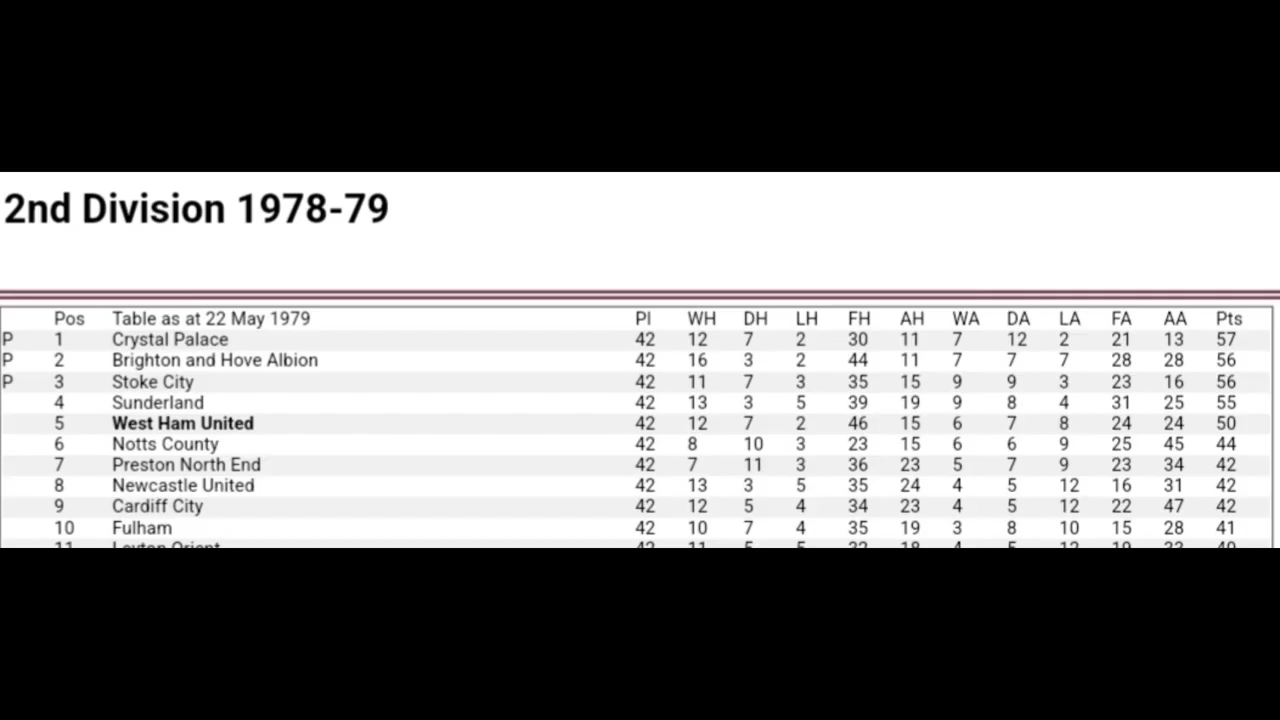 2nd Division 1978-79
Pos Table as at 22 May 1979 Pl WH DH LH FH AH WA DA LA FA AA Pts
P 1 Crystal Palace 42 12 7 2 30 11 7 12 2 21 13 57
P 2 Brighton and Hove Albion 42 16 3 2 44 11 7 7 7 28 28 56
P 3 Stoke City 42 11 7 3 35 15 9 9 3 23 16 56
4 Sunderland 42 13 3 5 39 19 9 8 4 31 25 55
5 West Ham United 42 12 7 2 46 15 6 7 8 24 24 50
6 Notts County 42 8 10 3 23 15 6 6 9 25 45 44
7 Preston North End 42 7 11 3 36 23 5 7 9 23 34 42
8 Newcastle United 42 13 3 5 35 24 4 5 12 16 31 42
9 Cardiff City 42 12 5 4 34 23 4 5 12 22 47 42
10 Fulham 42 10 7 4 35 19 3 8 10 15 28 41